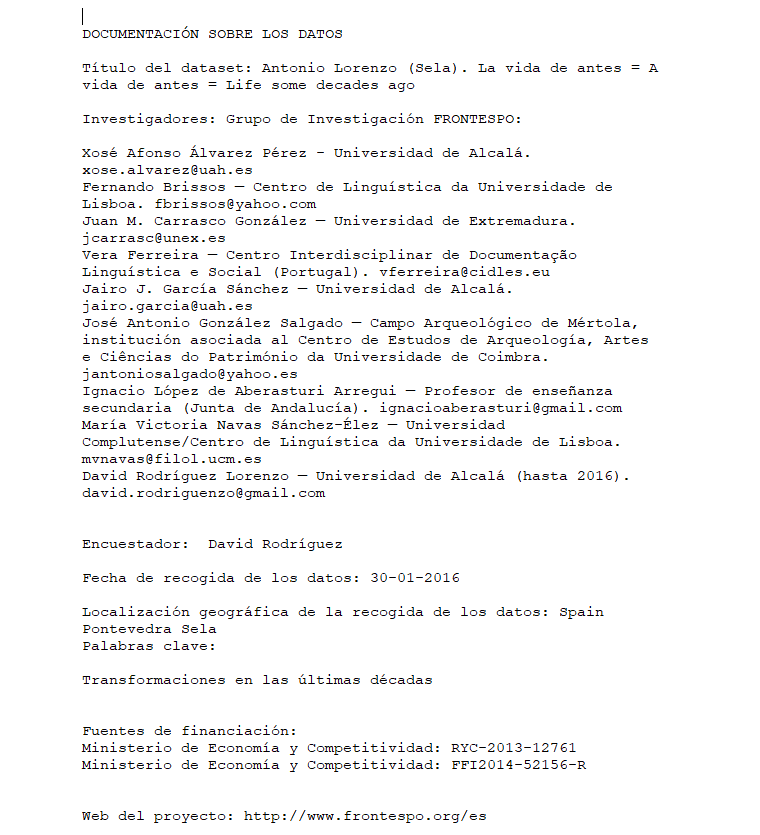 DOCUMENTACIÓN SOBRE LOS DATOS
Título del dataset: Antonio Lorenzo (Sela). La vida de antes = A
vida de antes = Life some decades ago
Investigadores: Grupo de Investigación FRONTESPO:
Xosé Afonso Álvarez Pérez - Universidad de Alcalá.
xose.alvarez@uah.es
Fernando Brissos — Centro de Linguística da Universidade de
Lisboa. fbrissos@yahoo.com
Juan M. Carrasco González — Universidad de Extremadura.
jcarrasc@unex.es
Vera Ferreira — Centro Interdisciplinar de Documentação
Linguística e Social (Portugal). vferreira@cidles.eu
Jairo J. García Sánchez — Universidad de Alcalá.
jairo.garcia@uah.es
José Antonio González Salgado — Campo Arqueológico de Mértola,
institución asociada al Centro de Estudos de Arqueología, Artes
e Ciências do Património da Universidade de Coimbra.
jantoniosalgado@yahoo.es
Ignacio López de Aberasturi Arregui — Profesor de enseñanza
secundaria (Junta de Andalucía). ignacioaberasturi@gmail.com
María Victoria Navas Sánchez-Élez — Universidad
Complutense/Centro de Linguística da Universidade de Lisboa.
mvnavas@filol.ucm.es
David Rodríguez Lorenzo — Universidad de Alcalá (hasta 2016).
david.rodriguenzo@gmail.com
Encuestador:  David Rodríguez
Fecha de recogida de los datos: 30-01-2016
Localización geográfica de la recogida de los datos: Spain
Pontevedra Sela
Palabras clave:
Transformaciones en las últimas décadas
Fuentes de financiación:
Ministerio de Economía y Competitividad: RYC-2013-12761
Ministerio de Economía y Competitividad: FFI2014-52156-R
Web del proyecto: http://www.frontespo.org/es